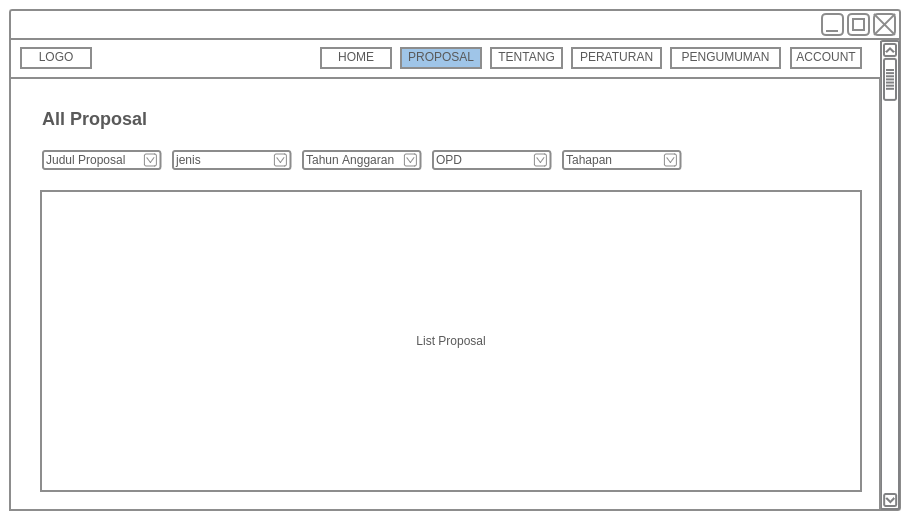 LOGO
HOME
PROPOSAL
TENTANG
PERATURAN
PENGUMUMAN
ACCOUNT
All Proposal
Judul Proposal
jenis
Tahun Anggaran
OPD
Tahapan
List Proposal